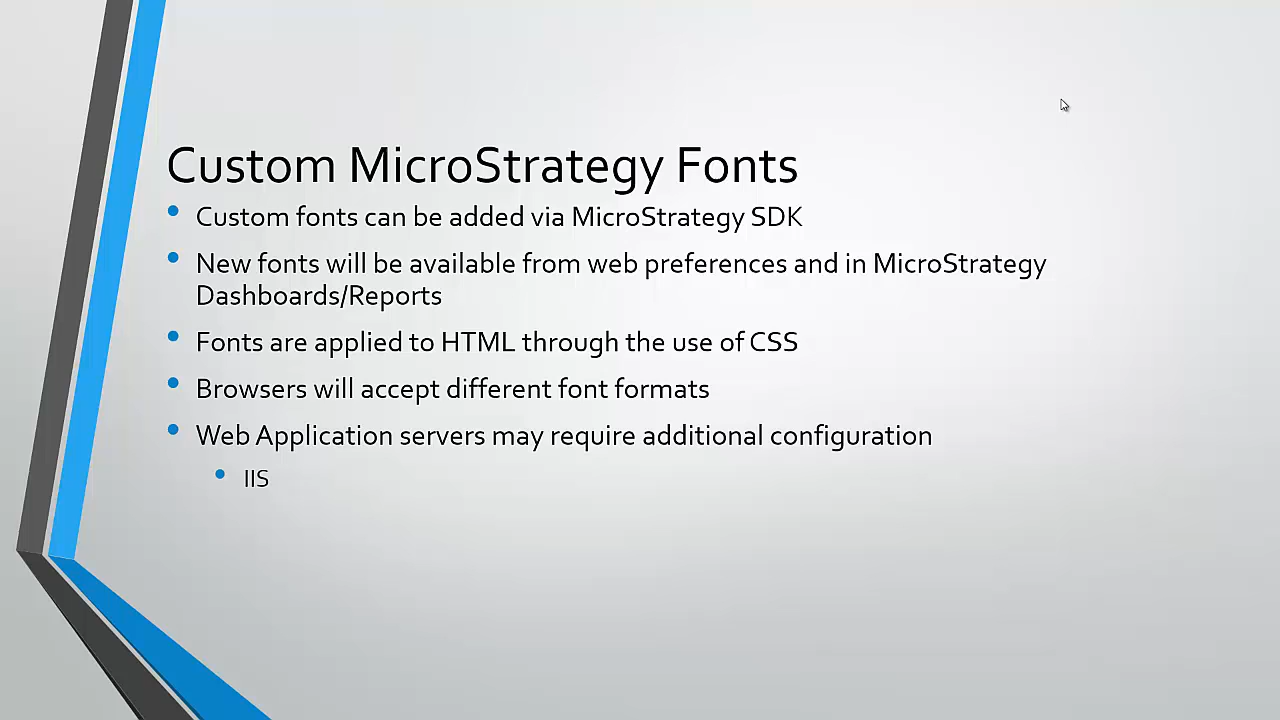 Custom MicroStrategy Fonts
Custom fonts can be added via MicroStrategy SDK
New fonts will be available from web preferences and in MicroStrategy
Dashboards/Reports
Fonts are applied to HTML through the use of CSS
Browsers will accept different font formats
Web Application servers may require additional configuration
IIS